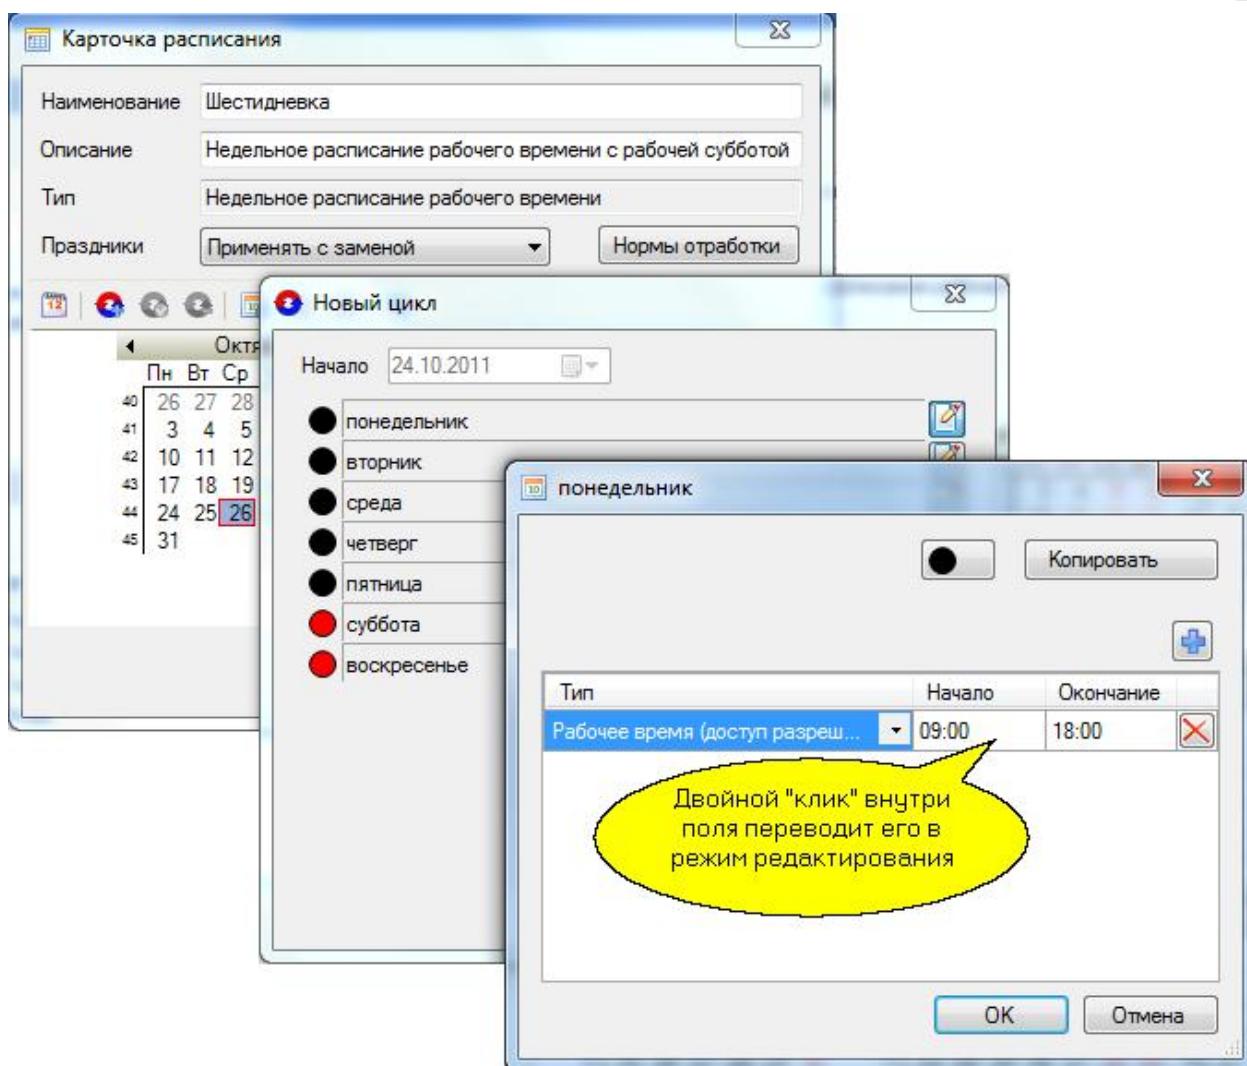 Карточка расписания
Наименование Шестидневка
Описание Недельное расписание рабочего времени с рабочей субботой
Тип Недельное расписание рабочего времени
Праздники Применять с заменой Нормы отработки
12
Октя
Пн Вт Ср
40 26 27 28
41 3 4 5
42 10 11 12
43 17 18 19
44 24 25 26
45 31
Новый цикл
Начало 24.10.2011
понедельник
вторник
среда
четверг
пятница
суббота
воскресенье
10 понедельник
Копировать
Тип Начало Окончание
Рабочее время (доступ разреш... 09:00 18:00
Двойной "клик" внутри
поля переводит его в
режим редактирования
OK Отмена